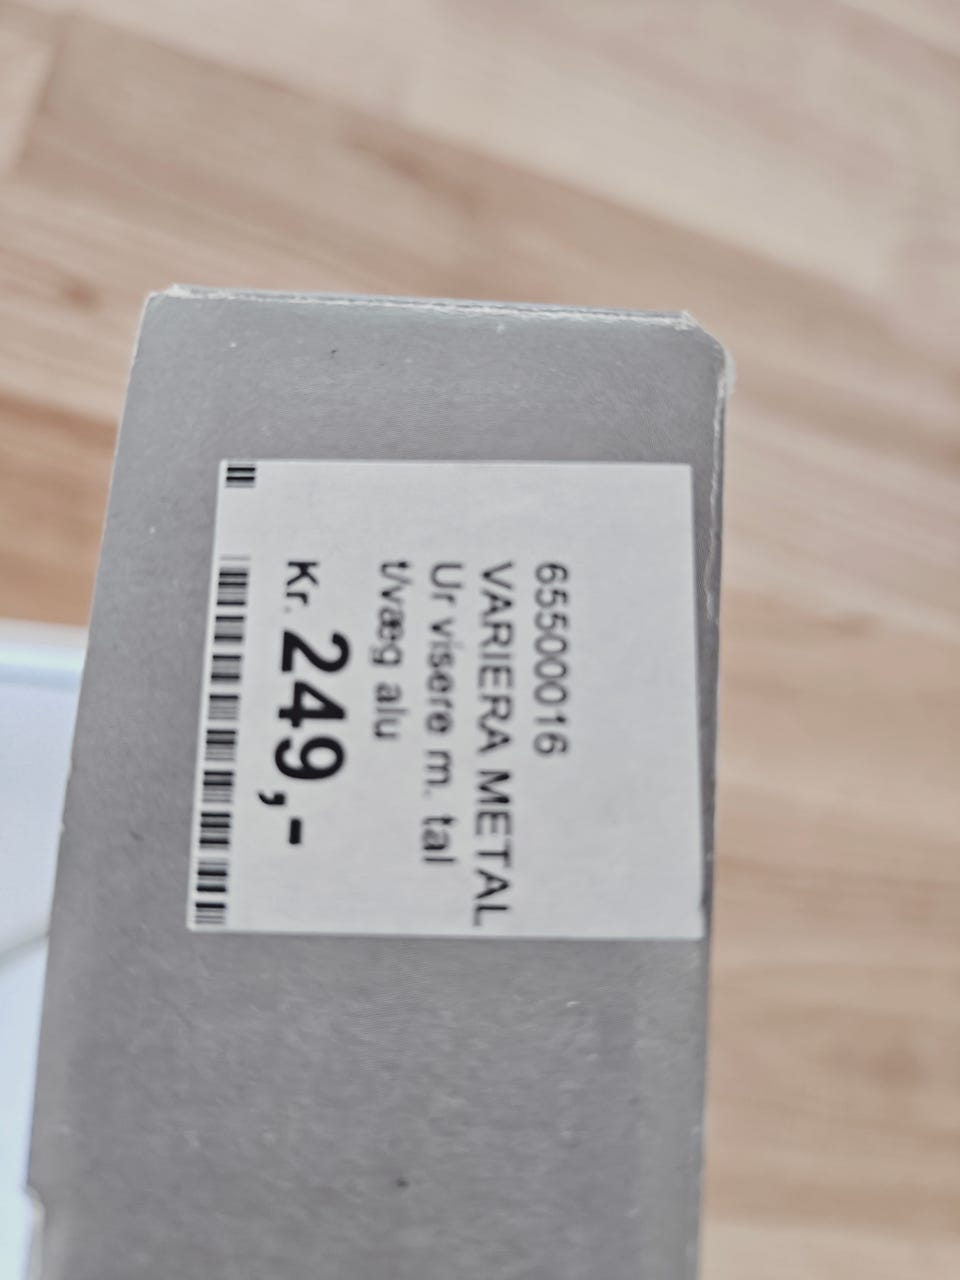 65500016
VARIERA METAL
Ur visere m. tal
t/væg alu
Kr. 249,-